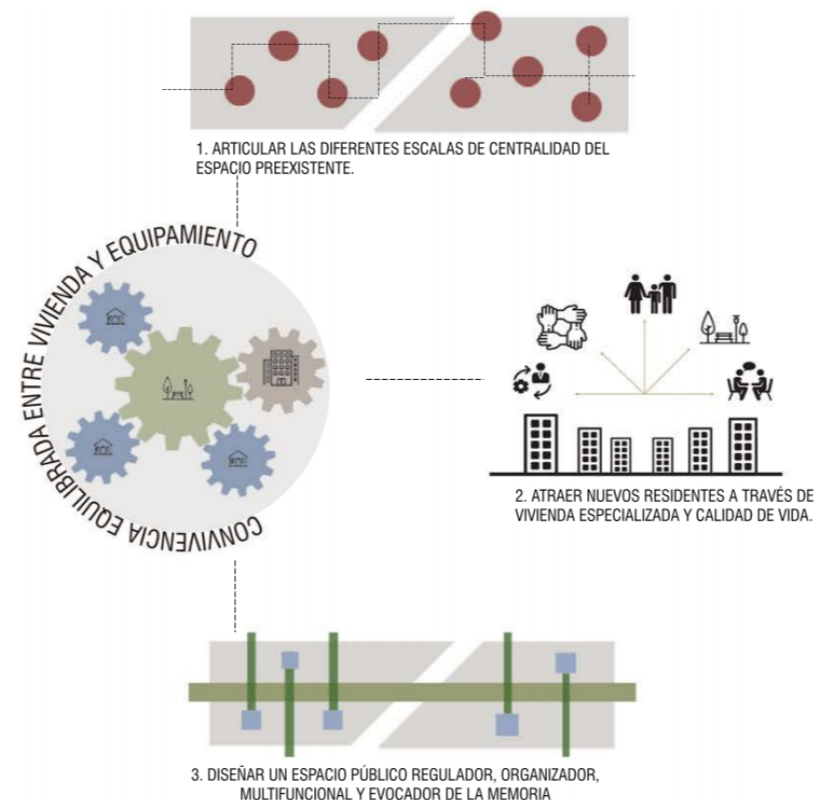 1. ARTICULAR LAS DIFERENTES ESCALAS DE CENTRALIDAD DEL
ESPACIO PREEXISTENTE.
CONVIVENCIA EQUILIBRADA ENTRE VIVIENDA Y EQUIPAMIENTO
2. ATRAER NUEVOS RESIDENTES A TRAVÉS DE
VIVIENDA ESPECIALIZADA Y CALIDAD DE VIDA.
3. DISEÑAR UN ESPACIO PÚBLICO REGULADOR, ORGANIZADOR,
MULTIFUNCIONAL Y EVOCADOR DE LA MEMORIA